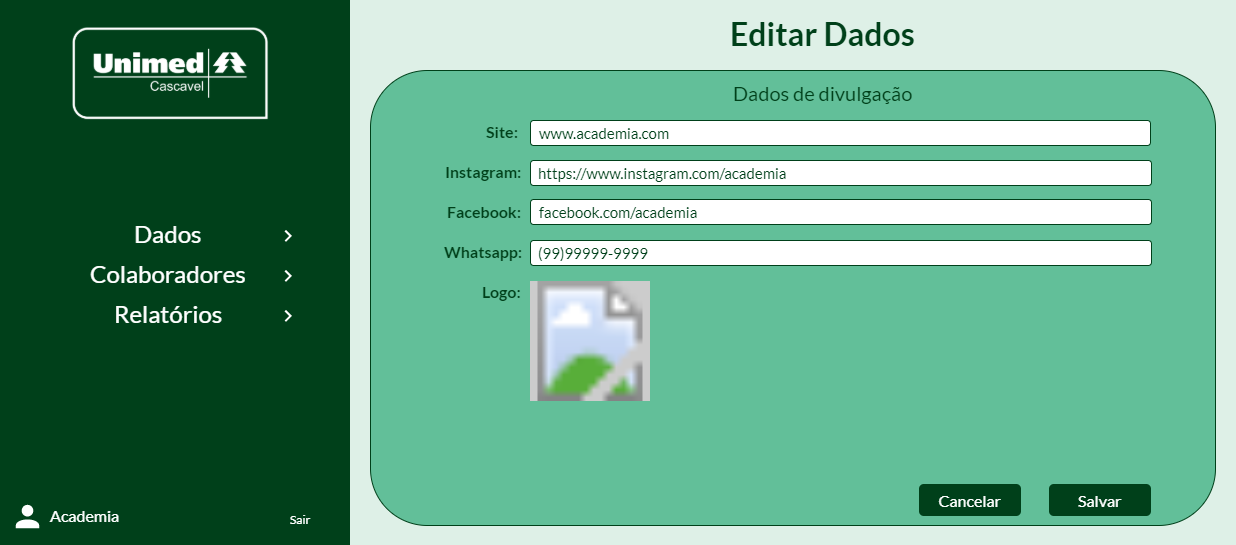 Unimed
Cascavel
Dados
Colaboradores
Relatórios
Academia
Sair
Editar Dados
Dados de divulgação
Site: www.academia.com
Instagram: https://www.instagram.com/academia
Facebook: facebook.com/academia
Whatsapp: (99)99999-9999
Logo:
Cancelar Salvar